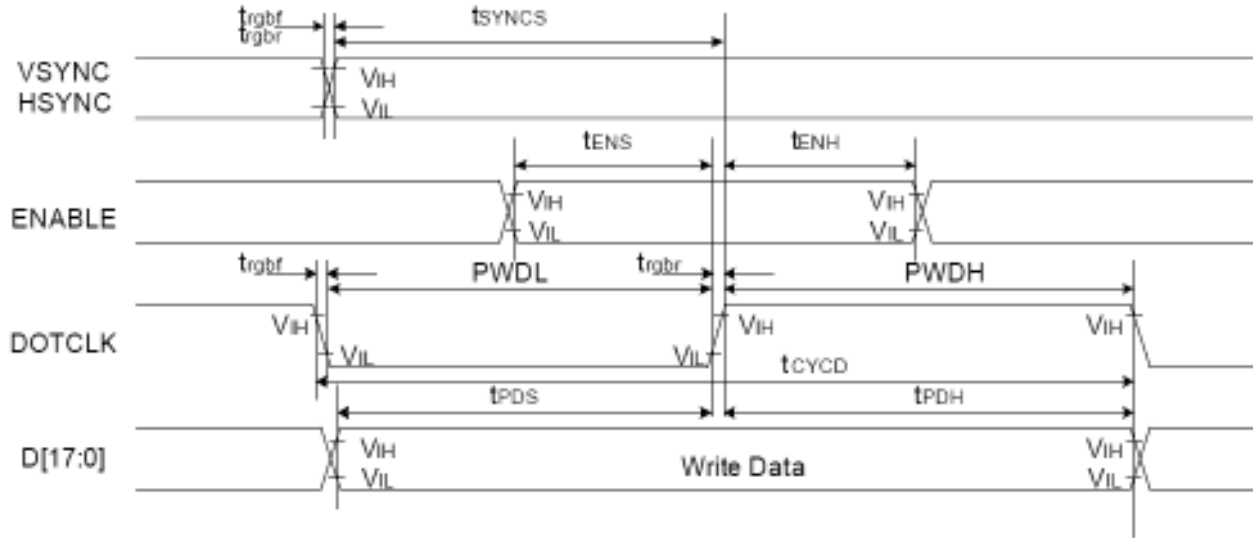 trgbf
trgbr
tSYNCS
VSYNC
HSYNC
VIH
VIL
tENS
tENH
ENABLE
VIH
VIL
VIH
VIL
trgbf
PWDL
trgbr
PWDH
DOTCLK
VIH
VIL
VIL
VIH
VIH
tCYCD
tPDS
tPDH
D[17:0]
VIH
VIL
Write Data
VIH
VIL